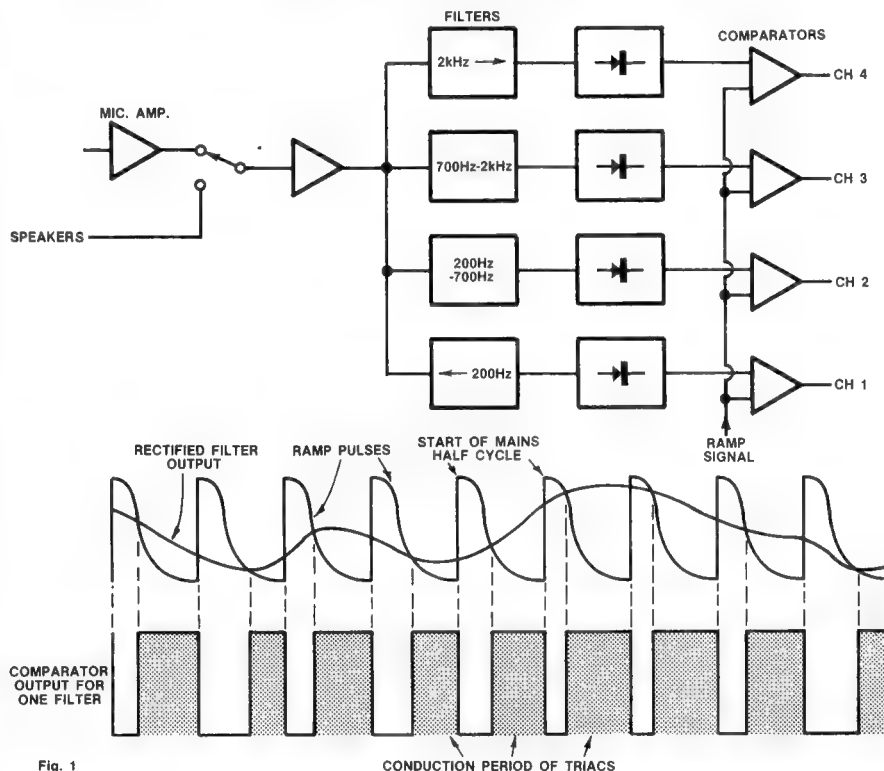 FILTERS
COMPARATORS
2kHz
CH 4
MIC. AMP.
700Hz-2kHz
CH 3
SPEAKERS
200Hz
-700Hz
CH 2
200Hz
CH 1
RAMP
SIGNAL
RECTIFIED FILTER
OUTPUT
RAMP PULSES
START OF MAINS
HALF CYCLE
COMPARATOR
OUTPUT FOR
ONE FILTER
Fig. 1
CONDUCTION PERIOD OF TRIACS